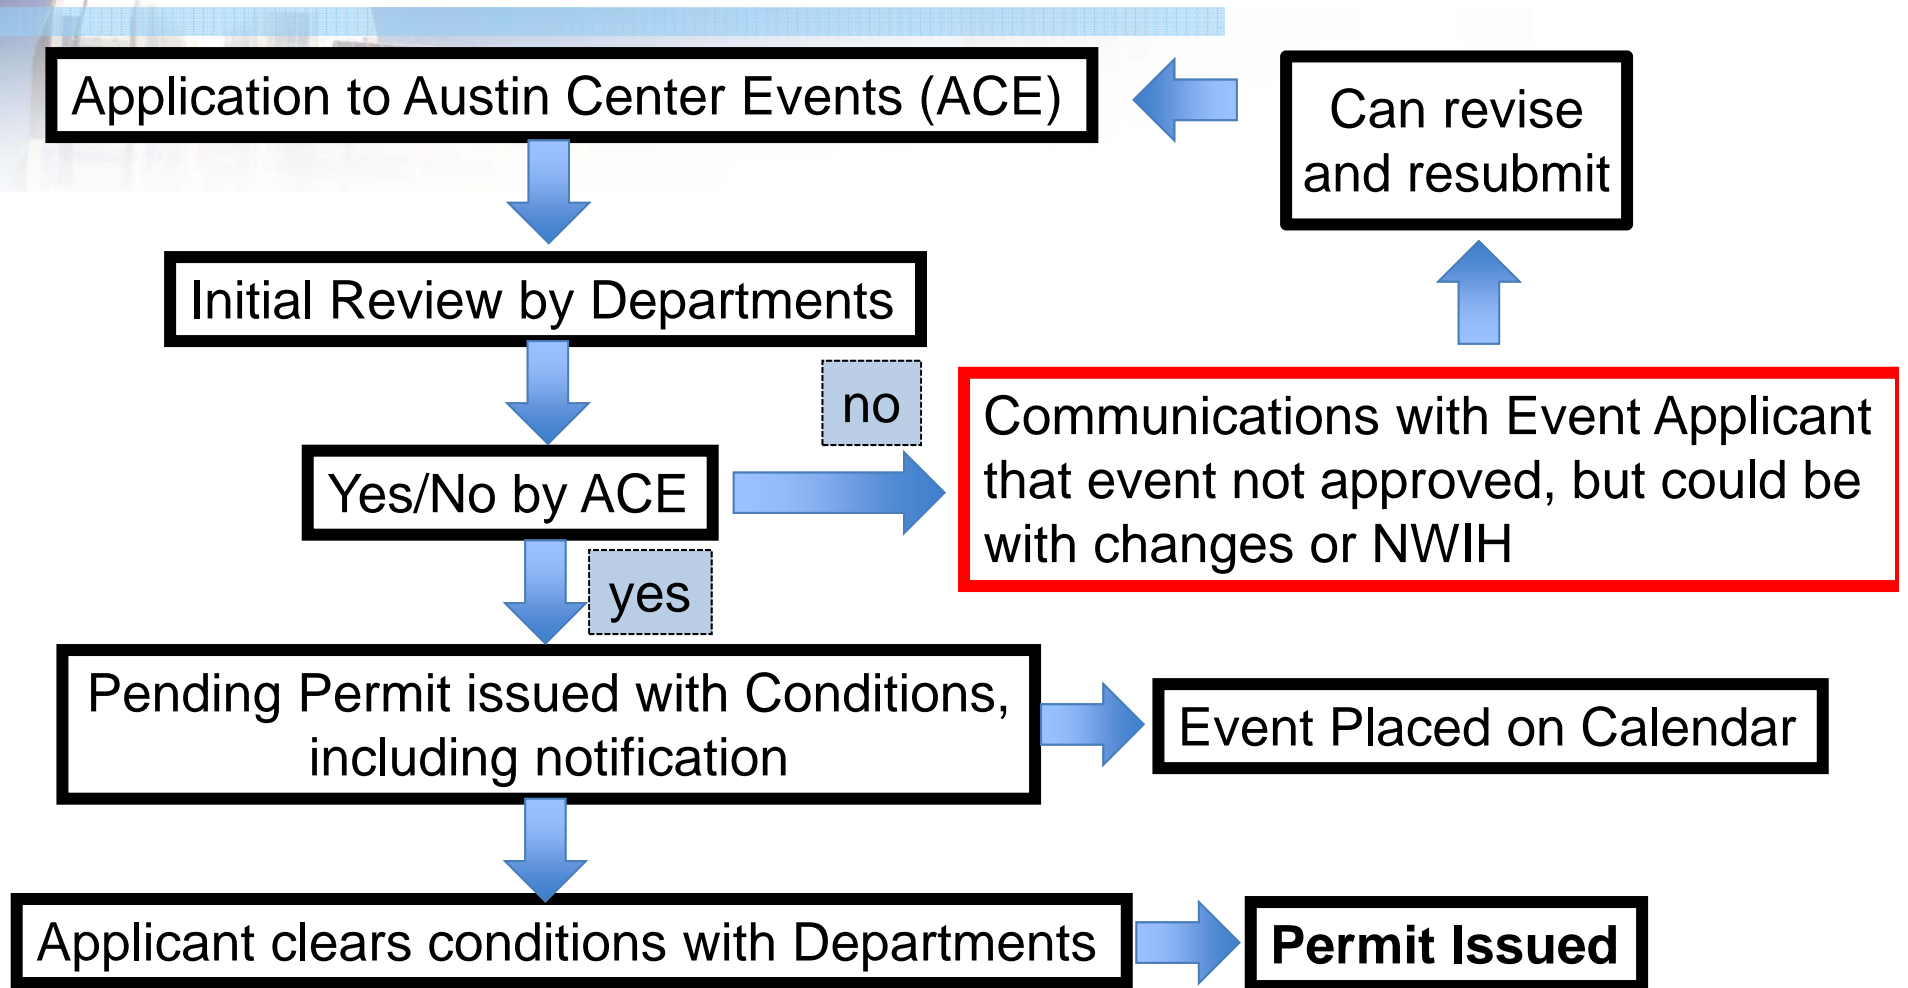 Application to Austin Center Events (ACE)
Can revise
and resubmit
Initial Review by Departments
no
Communications with Event Applicant
that event not approved, but could be
with changes or NWIH
Yes/No by ACE
yes
Pending Permit issued with Conditions,
including notification
Event Placed on Calendar
Applicant clears conditions with Departments
Permit Issued